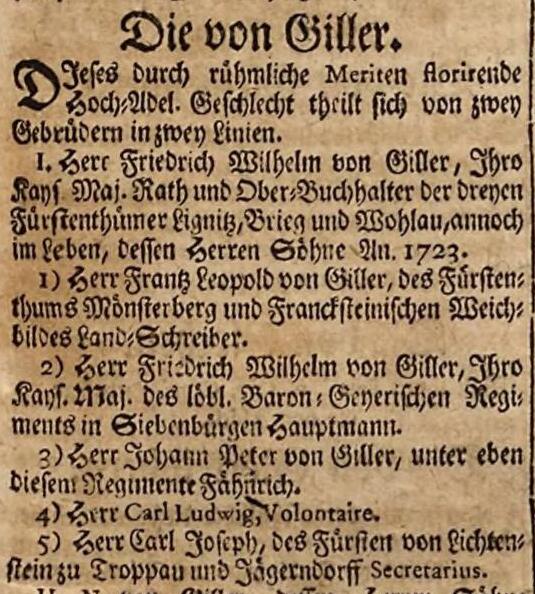 Die von Giller.
DIeses durch rühmliche Meriten florirende
Hoch-Adel. Geschlecht theilt sich von zwey
Gebrüdern in zwey Linien.
I. Herr Friedrich Wilhelm von Giller, Ihro
Kays Maj. Rath und Ober-Buchhalter der dreyen
Fürstenthümer Lignitz, Brieg und Wohlau, annoch
im Leben, dessen Herren Söhne An. 1723.
1) Herr Frantz Leopold von Giller, des Fürsten-
thums Mönsterberg und Francksteinischen Weich-
bildes Land-Schreiber.
2) Herr Friedrich Wilhelm von Giller, Ihro
Kays. Maj. des löbl. Baron-Geyerischen Regi-
ments in Siebenbürgen Hauptmann.
3) Herr Johann Peter von Giller, unter eben
diesem Regimente Fähnrich.
4) Herr Carl Ludwig, Volontaire.
5) Herr Carl Joseph, des Fürsten von Lichten-
stein zu Troppau und Jägerndorff Secretarius.